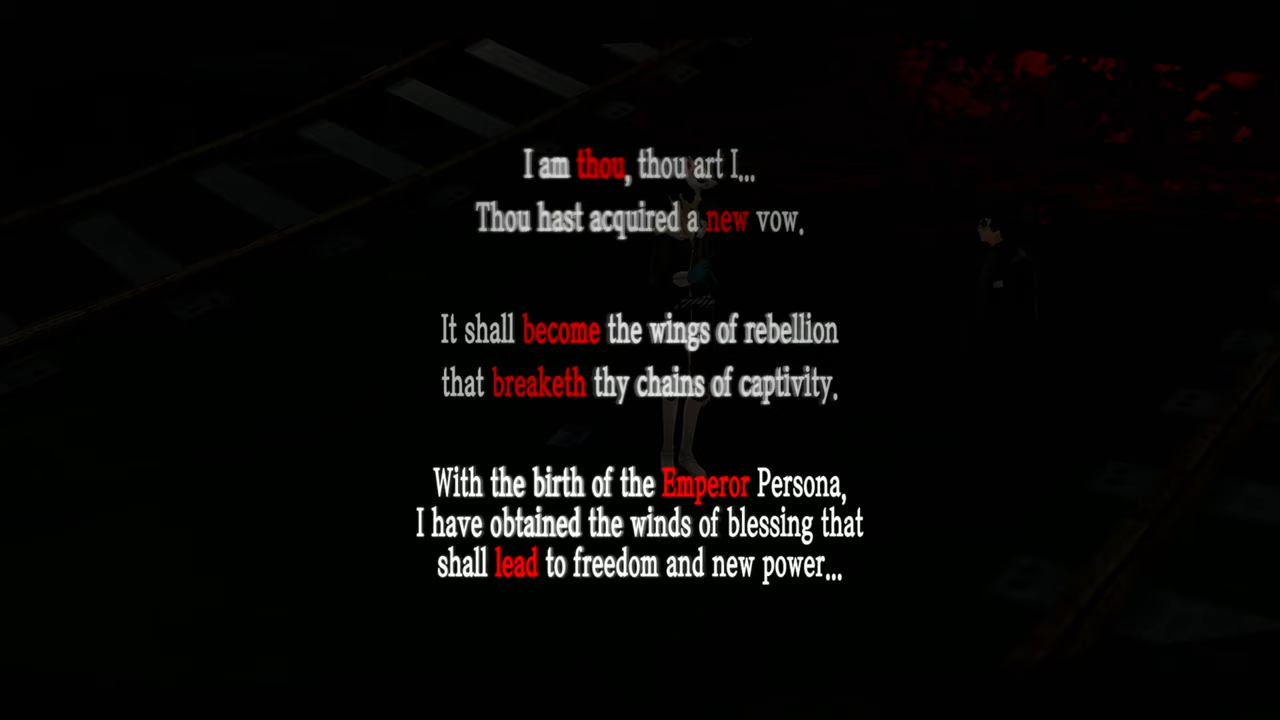 I am thou, thou art I...
Thou hast acquired a new vow.
It shall become the wings of rebellion
that breaketh thy chains of captivity.
With the birth of the Emperor Persona,
I have obtained the winds of blessing that
shall lead to freedom and new power...